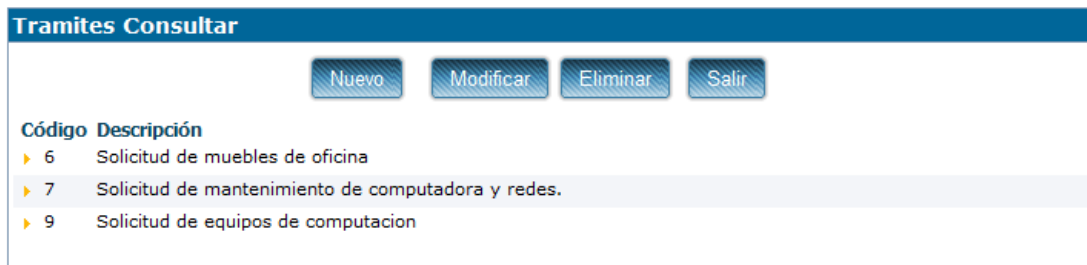 Tramites Consultar
Nuevo Modificar Eliminar Salir
Código Descripción
6 Solicitud de muebles de oficina
7 Solicitud de mantenimiento de computadora y redes.
9 Solicitud de equipos de computacion